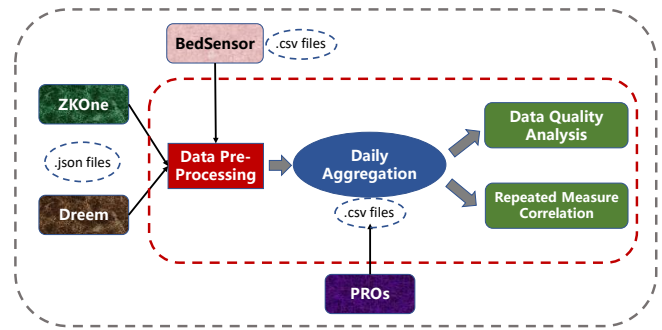 BedSensor
.csv files
ZKOne
.json files
Dreem
Data Pre-
Processing
Daily
Aggregation
.csv files
Data Quality
Analysis
Repeated Measure
Correlation
PROs